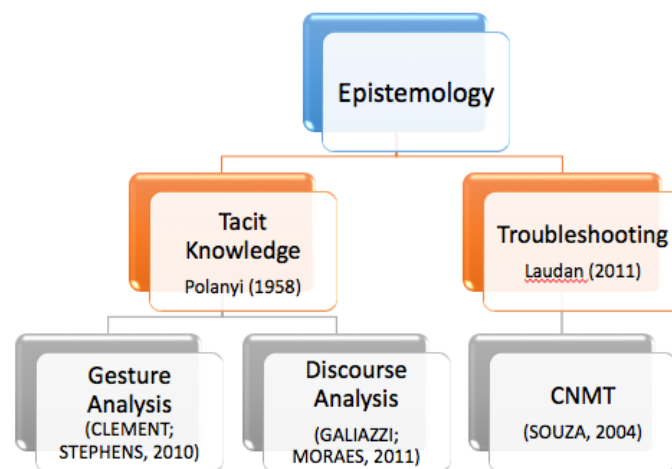 Epistemology
Tacit
Knowledge
Polanyi (1958)
Troubleshooting
Laudan (2011)
Gesture
Analysis
(CLEMENT;
STEPHENS, 2010)
Discourse
Analysis
(GALIAZZI;
MORAES, 2011)
CNMT
(SOUZA, 2004)